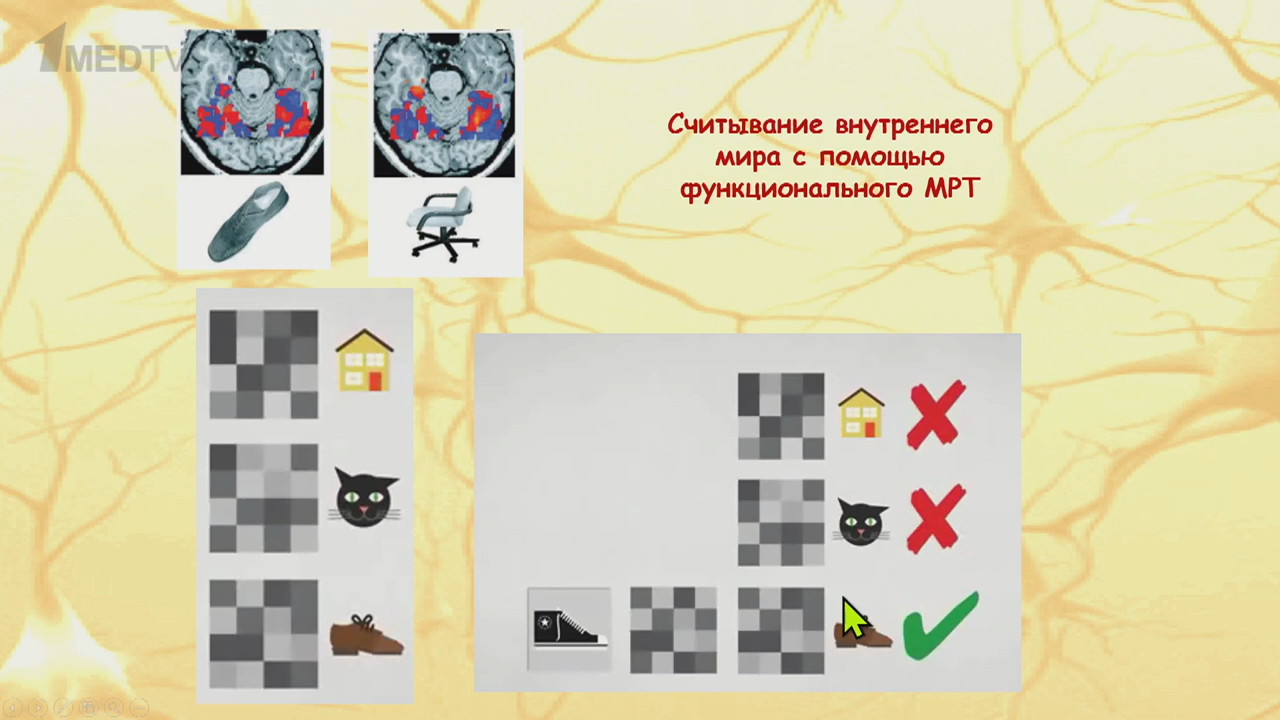 1MEDTV
Считывание внутреннего
мира с помощью
функционального МРТ